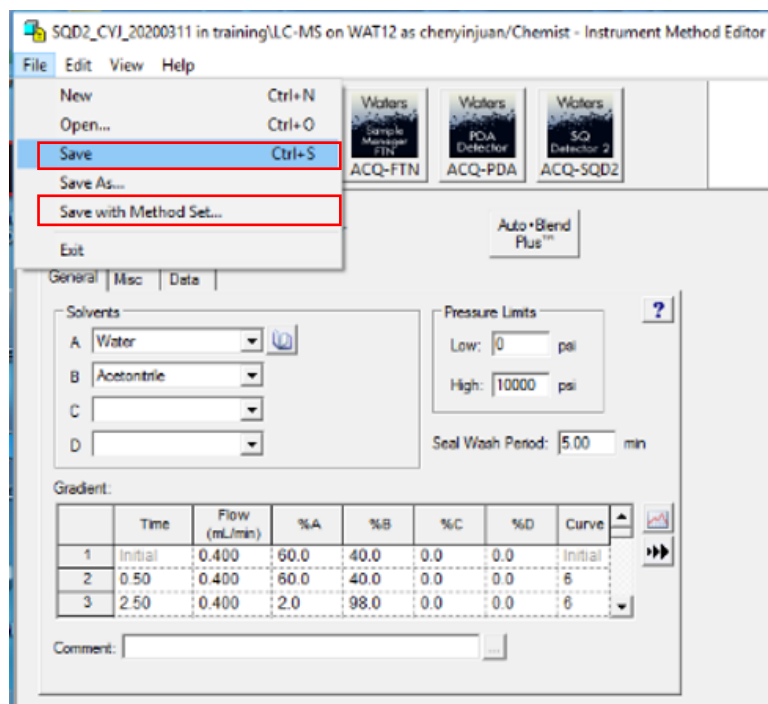 SQD2_CYJ_20200311 in training\LC-MS on WAT12 as chenyinjuan/Chemist - Instrument Method Editor
File Edit View Help
New Ctrl+N
Open... Ctrl+O
Save Ctrl+S
Save As...
Save with Method Set...
Exit
Waters Sample Manager FTN ACQ-FTN
Waters PDA Detector ACQ-PDA
Waters SQ Detector 2 ACQ-SQD2
Auto•Blend Plus™
General Misc Data
Solvents
A Water
B Acetonitrile
C
D
Pressure Limits
Low: 0 psi
High: 10000 psi
?
Seal Wash Period: 5.00 min
Gradient:
Time Flow (mL/min) %A %B %C %D Curve
1 Initial 0.400 60.0 40.0 0.0 0.0 Initial
2 0.50 0.400 60.0 40.0 0.0 0.0 6
3 2.50 0.400 2.0 98.0 0.0 0.0 6
Comment: ...